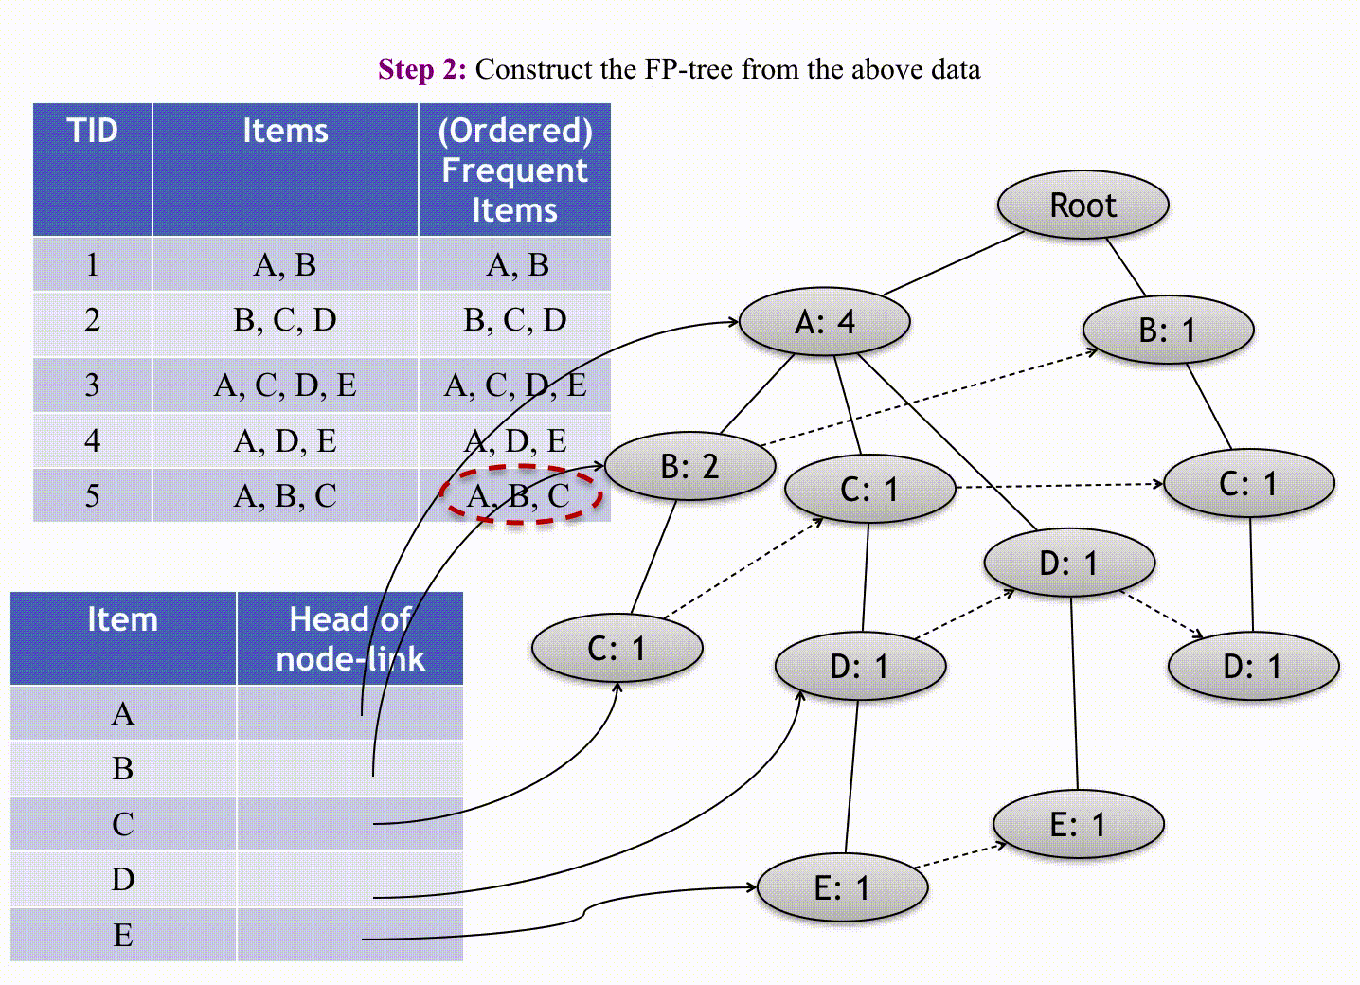 Step 2: Construct the FP-tree from the above data
TID Items (Ordered)
Frequent
Items
1 A, B A, B
2 B, C, D B, C, D
3 A, C, D, E A, C, D, E
4 A, D, E A, D, E
5 A, B, C A, B, C
Item Head of
node-link
A
B
C
D
E
Root
A: 4
B: 1
B: 2
C: 1
C: 1
D: 1
C: 1
D: 1
D: 1
E: 1
E: 1